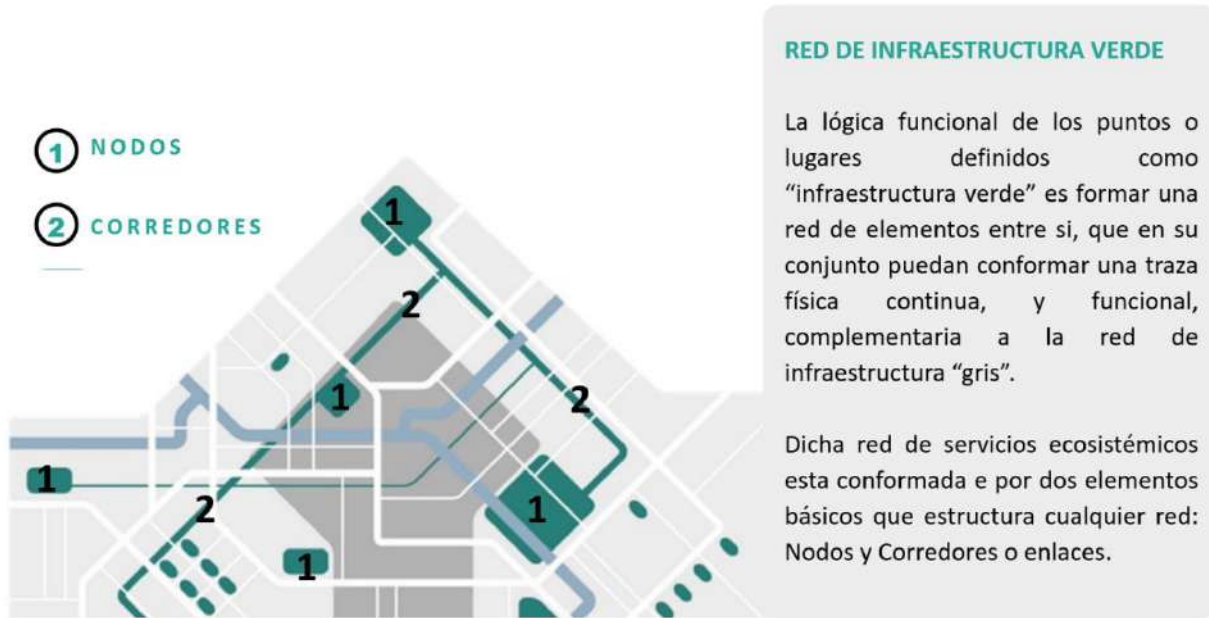 1 NODOS
2 CORREDORES
1
2
1
2
1
1
2
1
RED DE INFRAESTRUCTURA VERDE
La lógica funcional de los puntos o
lugares definidos como
“infraestructura verde” es formar una
red de elementos entre si, que en su
conjunto puedan conformar una traza
física continua, y funcional,
complementaria a la red de
infraestructura “gris”.
Dicha red de servicios ecosistémicos
esta conformada e por dos elementos
básicos que estructura cualquier red:
Nodos y Corredores o enlaces.